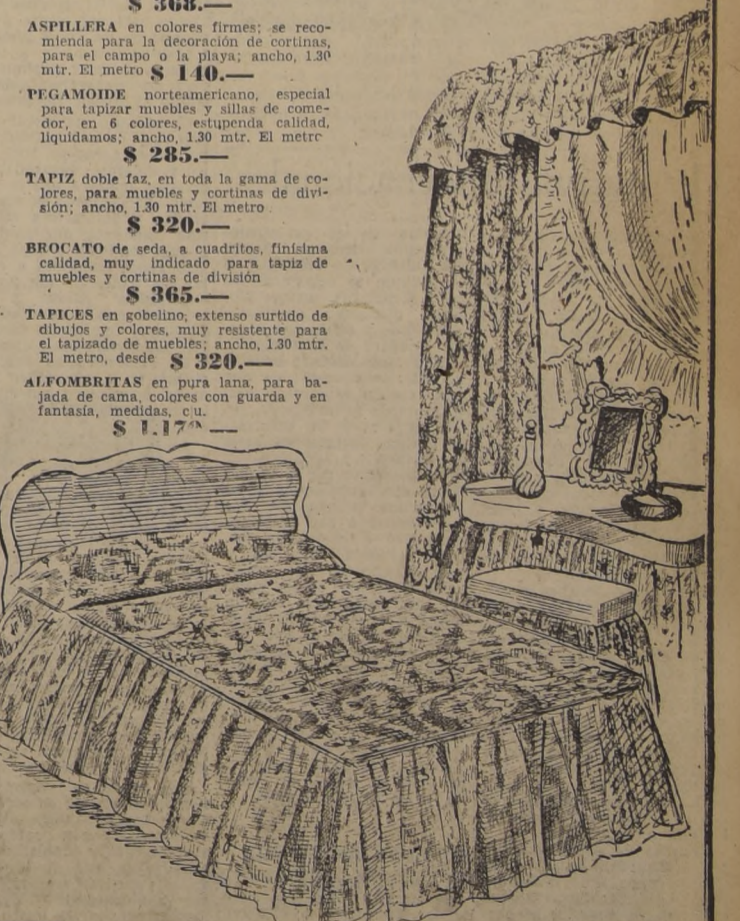 $ 368.—
ASPILLERA en colores firmes; se reco-
mienda para la decoración de cortinas,
para el campo o la playa; ancho, 1.30
mtr. El metro $ 140.—
PEGAMOIDE norteamericano, especial
para tapizar muebles y sillas de come-
dor, en 6 colores, estupenda calidad,
liquidamos; ancho, 1.30 mtr. El metro
$ 285.—
TAPIZ doble faz, en toda la gama de co-
lores, para muebles y cortinas de divi-
sión; ancho, 1.30 mtr. El metro
$ 320.—
BROCATO de seda, a cuadritos, finísima
calidad, muy indicado para tapiz de
muebles y cortinas de división
$ 365.—
TAPICES en gobelino; extenso surtido de
dibujos y colores, muy resistente para
el tapizado de muebles; ancho, 1.30 mtr.
El metro, desde $ 320.—
ALFOMBRITAS en pura lana, para ba-
jada de cama, colores con guarda y en
fantasía, medidas, c|u.